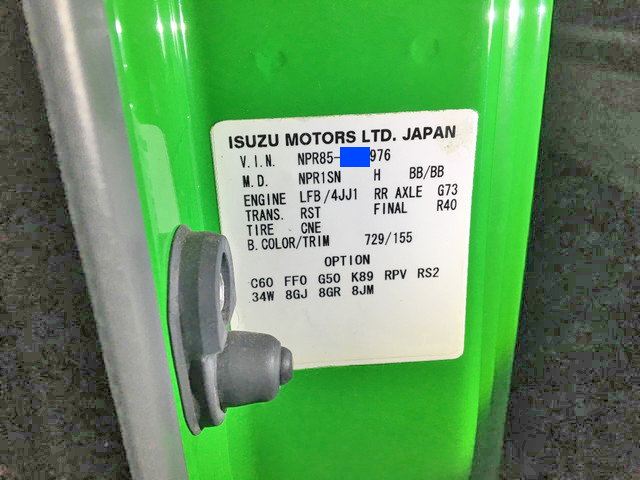 ISUZU MOTORS LTD. JAPAN
V.I.N. NPR85- 976
M.D. NPR1SN H BB/BB
ENGINE LFB/4JJ1 RR AXLE G73
TRANS. RST FINAL R40
TIRE CNE
B.COLOR/TRIM 729/155
OPTION
C60 FF0 G50 K89 RPV RS2
34W 8GJ 8GR 8JM